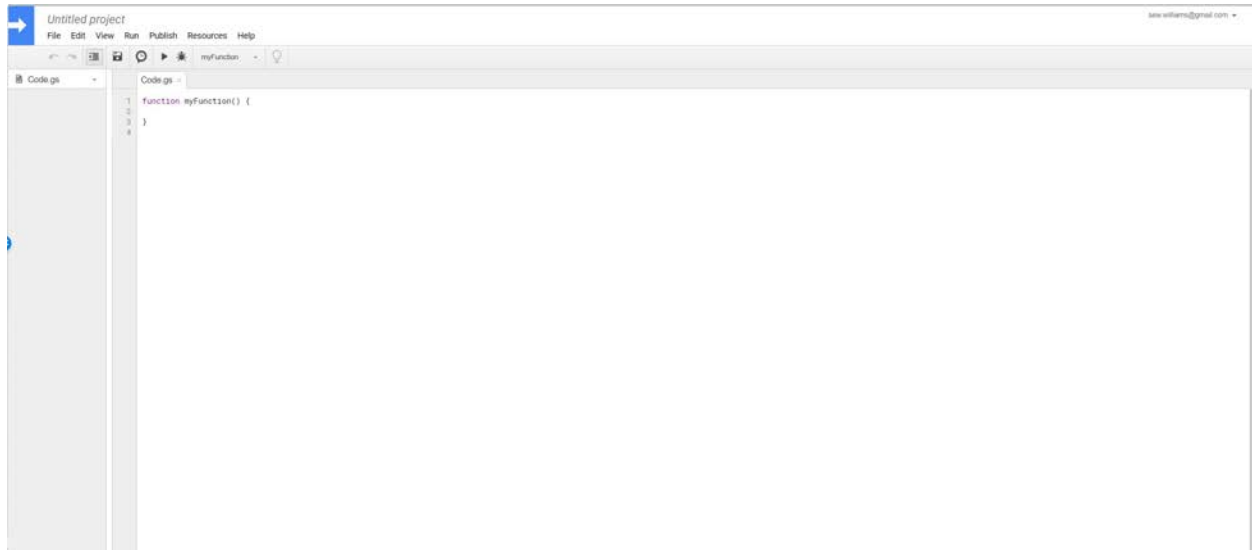 Untitled project
File Edit View Run Publish Resources Help
myFunction
Code.gs
Code.gs
1 function myFunction() {
2
3 }
4